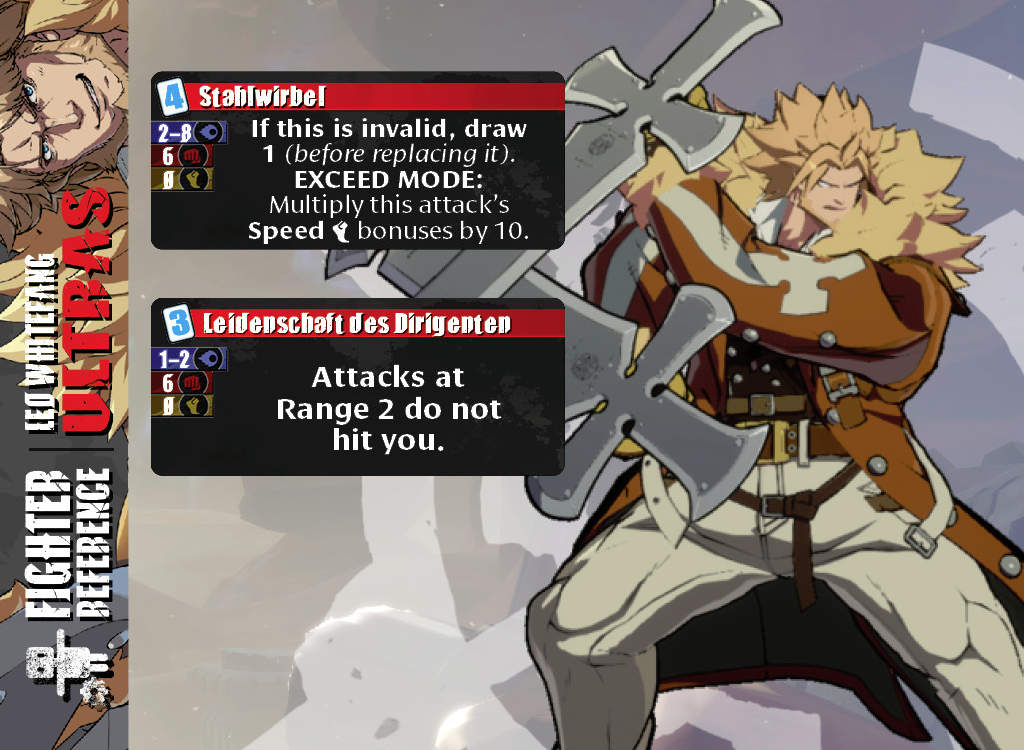 LEO WHITEFANG
ULTRAS
FIGHTER
REFERENCE
4 Stahlwirbel
2–8
6
0
If this is invalid, draw
1 (before replacing it).
EXCEED MODE:
Multiply this attack's
Speed bonuses by 10.
3 Leidenschaft des Dirigenten
1–2
6
0
Attacks at
Range 2 do not
hit you.